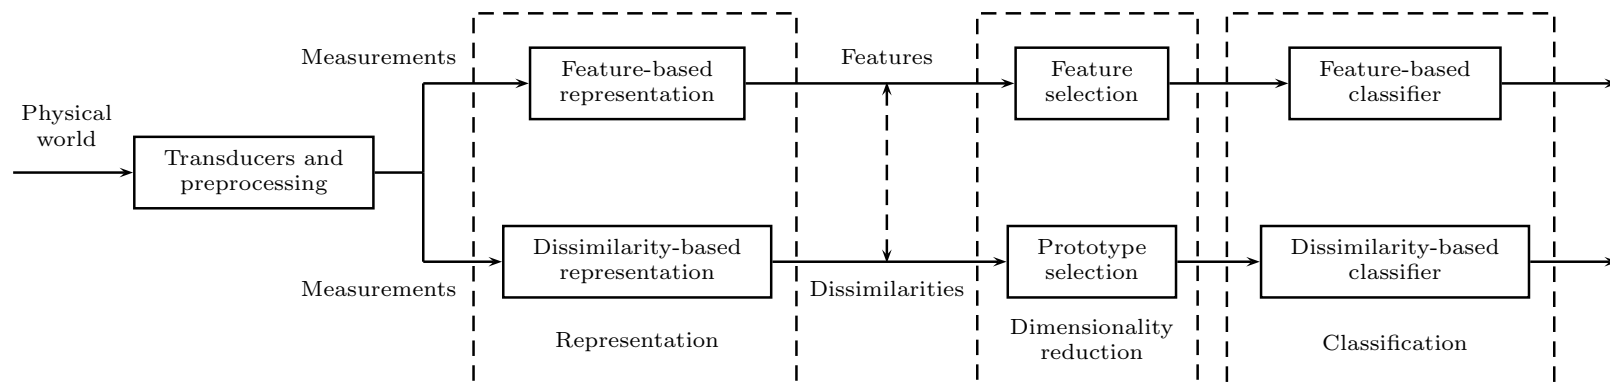 Physical
world
Transducers and
preprocessing
Measurements
Feature-based
representation
Features
Feature
selection
Feature-based
classifier
Measurements
Dissimilarity-based
representation
Dissimilarities
Prototype
selection
Dissimilarity-based
classifier
Representation
Dimensionality
reduction
Classification